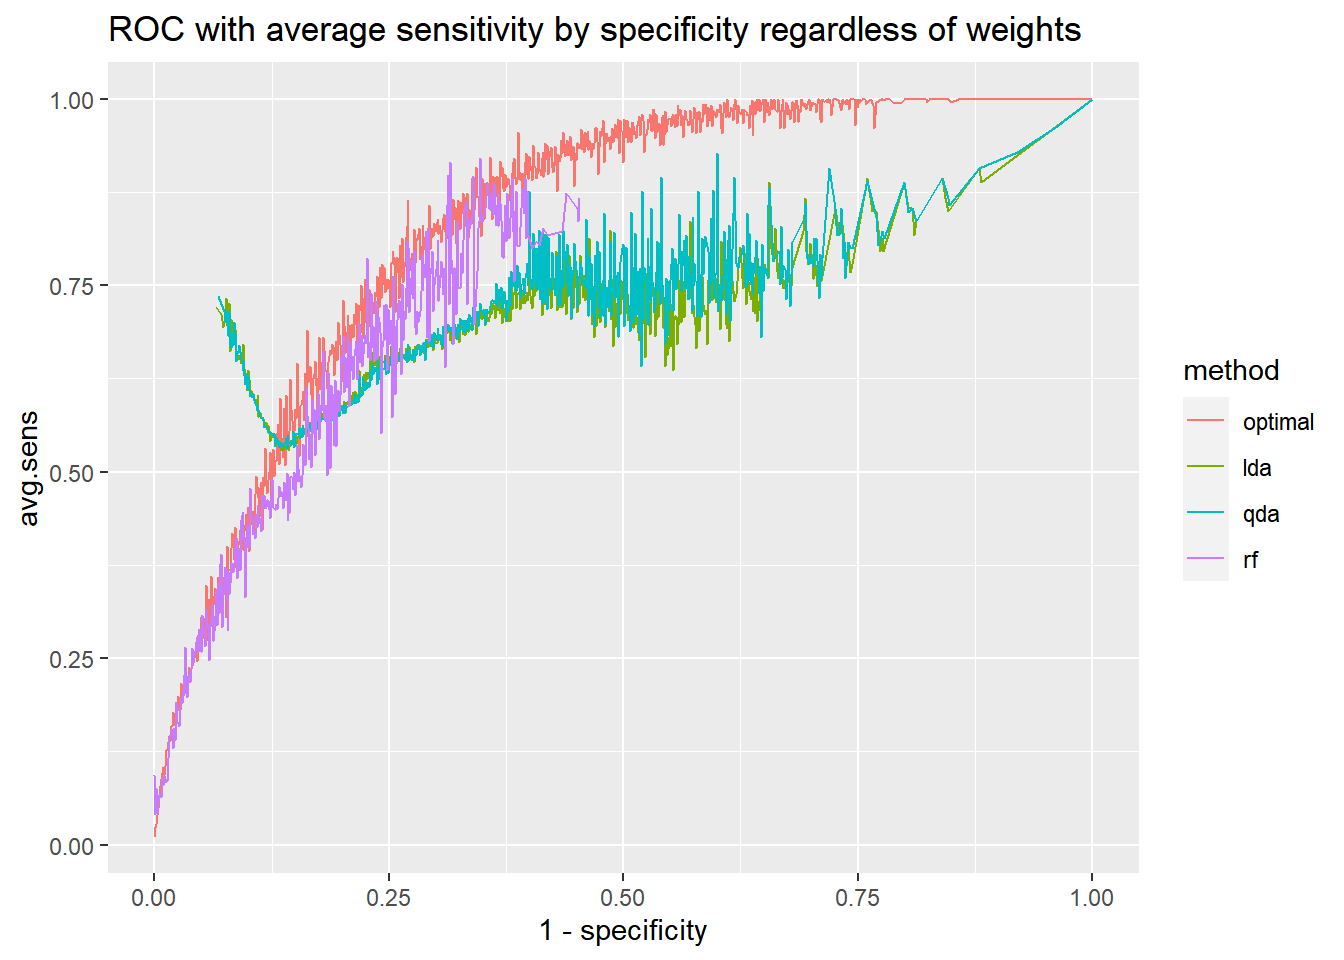 ROC with average sensitivity by specificity regardless of weights
1.00
0.75
0.50
0.25
0.00
avg.sens
0.00 0.25 0.50 0.75 1.00
1 - specificity
method
optimal
lda
qda
rf